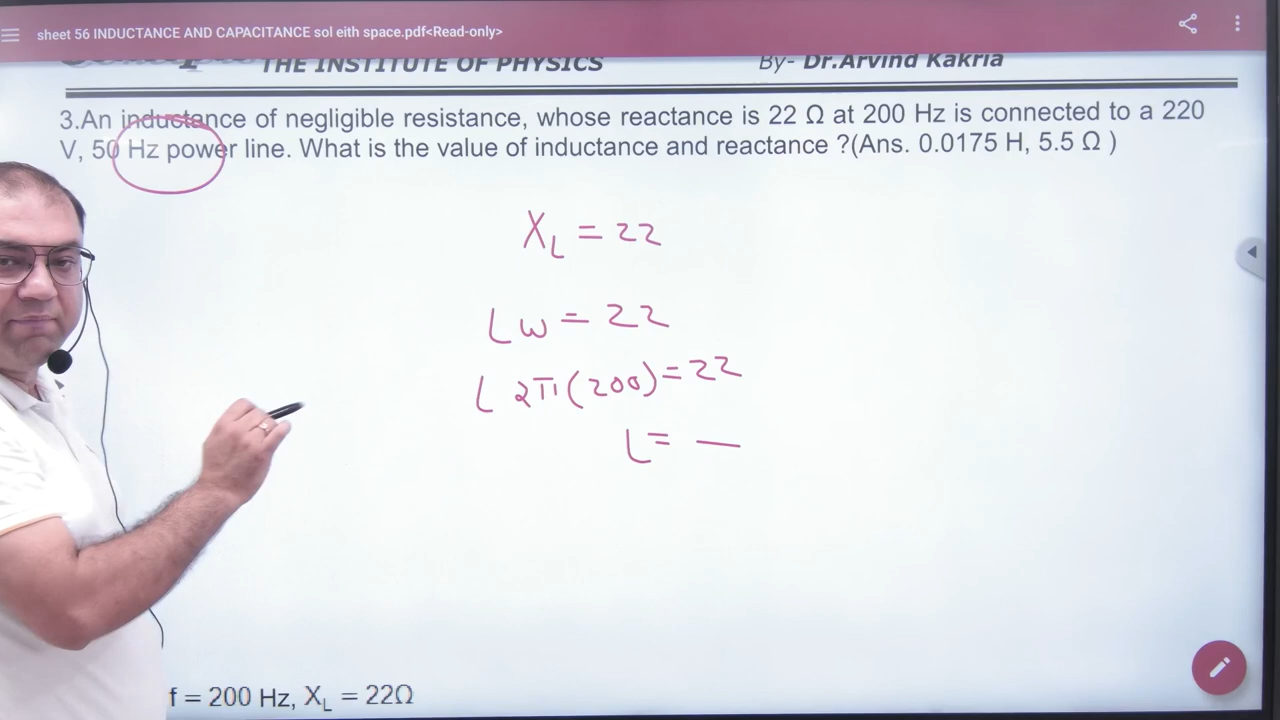 sheet 56 INDUCTANCE AND CAPACITANCE sol eith space.pdf<Read-only>
THE INSTITUTE OF PHYSICS By- Dr.Arvind Kakria
3.An inductance of negligible resistance, whose reactance is 22 Ω at 200 Hz is connected to a 220
V, 50 Hz power line. What is the value of inductance and reactance ?(Ans. 0.0175 H, 5.5 Ω )
X_L = 22
Lω = 22
L 2π(200) = 22
L = —
f = 200 Hz, X_L = 22Ω